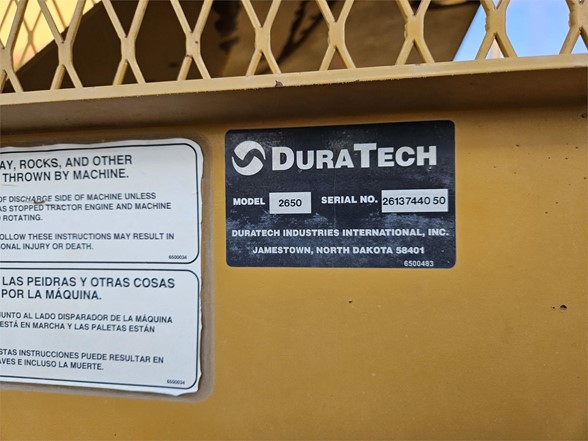 AY, ROCKS, AND OTHER
THROWN BY MACHINE.
OF DISCHARGE SIDE OF MACHINE UNLESS
AS STOPPED TRACTOR ENGINE AND MACHINE
D ROTATING.
OLLOW THESE INSTRUCTIONS MAY RESULT IN
ONAL INJURY OR DEATH.
6500034
LAS PEIDRAS Y OTRAS COSAS
POR LA MÁQUINA.
UNTO AL LADO DISPARADOR DE LA MÁQUINA
ESTÁ EN MARCHA Y LAS PALETAS ESTÁN
STAS INSTRUCCIONES PUEDE RESULTAR EN
AVES E INCLUSO LA MUERTE.
6500034
DURATECH
MODEL 2650 SERIAL NO. 26137440 50
DURATECH INDUSTRIES INTERNATIONAL, INC.
JAMESTOWN, NORTH DAKOTA 58401
6500483